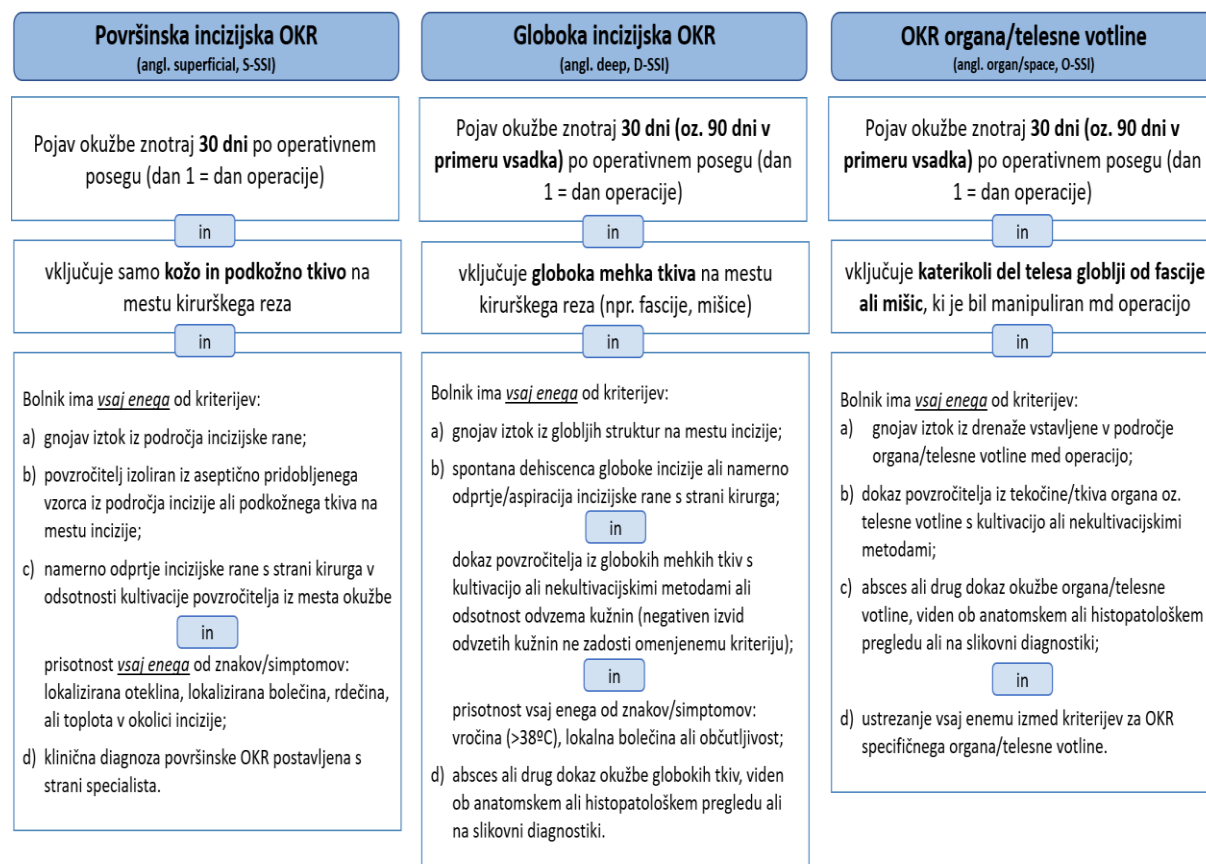 Površinska incizijska OKR
(angl. superficial, S-SSI)
Pojav okužbe znotraj 30 dni po operativnem
posegu (dan 1 = dan operacije)
in
vključuje samo kožo in podkožno tkivo na
mestu kirurškega reza
in
Bolnik ima vsaj enega od kriterijev:
a) gnojav iztok iz področja incizijske rane;
b) povzročitelj izoliran iz aseptično pridobljenega
vzorca iz področja incizije ali podkožnega tkiva na
mestu incizije;
c) namerno odprtje incizijske rane s strani kirurga v
odsotnosti kultivacije povzročitelja iz mesta okužbe
in
prisotnost vsaj enega od znakov/simptomov:
lokalizirana oteklina, lokalizirana bolečina, rdečina,
ali toplota v okolici incizije;
d) klinična diagnoza površinske OKR postavljena s
strani specialista.
Globoka incizijska OKR
(angl. deep, D-SSI)
Pojav okužbe znotraj 30 dni (oz. 90 dni v
primeru vsadka) po operativnem posegu (dan
1 = dan operacije)
in
vključuje globoka mehka tkiva na mestu
kirurškega reza (npr. fascije, mišice)
in
Bolnik ima vsaj enega od kriterijev:
a) gnojav iztok iz globljih struktur na mestu incizije;
b) spontana dehiscenca globoke incizije ali namerno
odprtje/aspiracija incizijske rane s strani kirurga;
in
dokaz povzročitelja iz globokih mehkih tkiv s
kultivacijo ali nekultivacijskimi metodami ali
odsotnost odvzema kužnin (negativen izvid
odvzetih kužnin ne zadosti omenjenemu kriteriju);
in
prisotnost vsaj enega od znakov/simptomov:
vročina (>38ºC), lokalna bolečina ali občutljivost;
d) absces ali drug dokaz okužbe globokih tkiv, viden
ob anatomskem ali histopatološkem pregledu ali
na slikovni diagnostiki.
OKR organa/telesne votline
(angl. organ/space, O-SSI)
Pojav okužbe znotraj 30 dni (oz. 90 dni v
primeru vsadka) po operativnem posegu (dan
1 = dan operacije)
in
vključuje katerikoli del telesa globlji od fascije
ali mišic, ki je bil manipuliran md operacijo
in
Bolnik ima vsaj enega od kriterijev:
a) gnojav iztok iz drenaže vstavljene v področje
organa/telesne votline med operacijo;
b) dokaz povzročitelja iz tekočine/tkiva organa oz.
telesne votline s kultivacijo ali nekultivacijskimi
metodami;
c) absces ali drug dokaz okužbe organa/telesne
votline, viden ob anatomskem ali histopatološkem
pregledu ali na slikovni diagnostiki;
in
d) ustrezanje vsaj enemu izmed kriterijev za OKR
specifičnega organa/telesne votline.